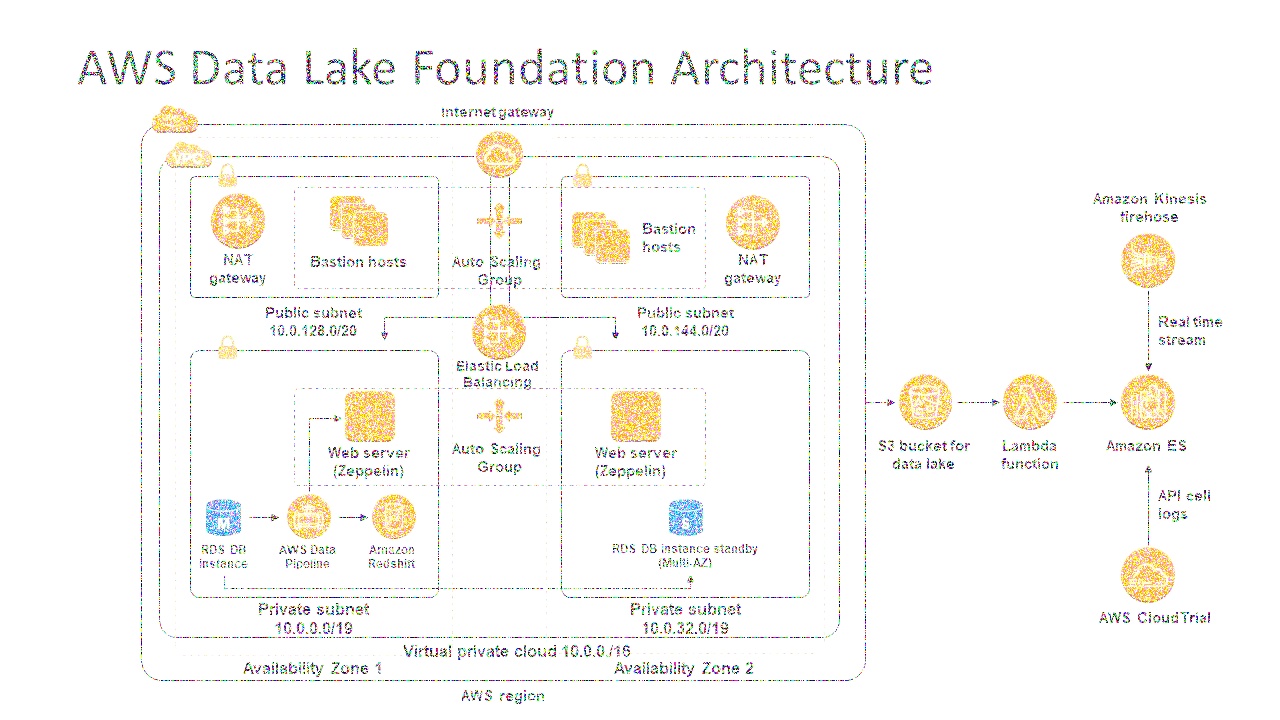 AWS Data Lake Foundation Architecture
Internet gateway
VPC
NAT
gateway
Bastion hosts
Auto Scaling
Group
Bastion
hosts
NAT
gateway
Public subnet
10.0.128.0/20
Public subnet
10.0.144.0/20
Elastic Load
Balancing
Web server
(Zeppelin)
Auto Scaling
Group
Web server
(Zeppelin)
M
S
RDS DB
instance
AWS Data
Pipeline
Amazon
Redshift
RDS DB instance standby
(Multi-AZ)
Private subnet
10.0.0.0/19
Private subnet
10.0.32.0/19
Virtual private cloud 10.0.0./16
Availability Zone 1
Availability Zone 2
AWS region
S3 bucket for
data lake
Lambda
function
Amazon Kinesis
firehose
Real time
stream
Amazon ES
API cell
logs
AWS CloudTrial